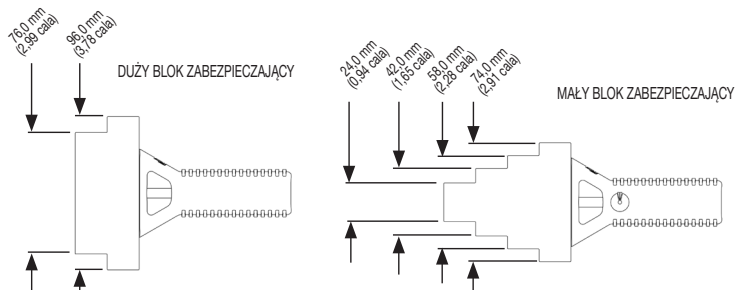 76,0 mm
(2,99 cala)
96,0 mm
(3,78 cala)
DUŻY BLOK ZABEZPIECZAJĄCY
24,0 mm
(0,94 cala)
42,0 mm
(1,65 cala)
58,0 mm
(2,28 cala)
74,0 mm
(2,91 cala)
MAŁY BLOK ZABEZPIECZAJĄCY